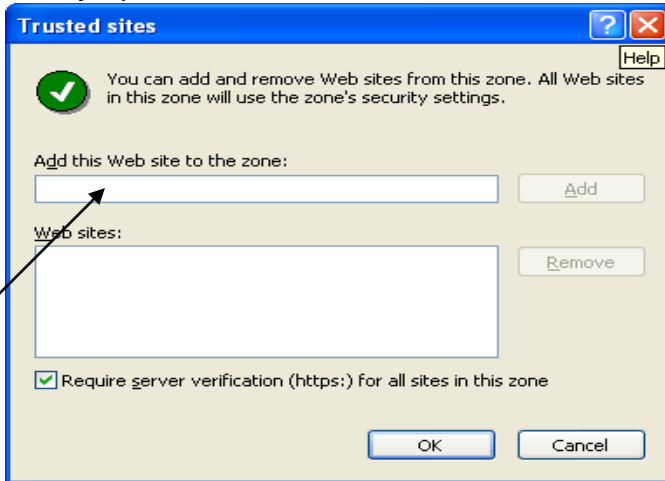 Trusted sites
Help
You can add and remove Web sites from this zone. All Web sites
in this zone will use the zone's security settings.
Add this Web site to the zone:
Add
Web sites:
Remove
Require server verification (https:) for all sites in this zone
OK
Cancel